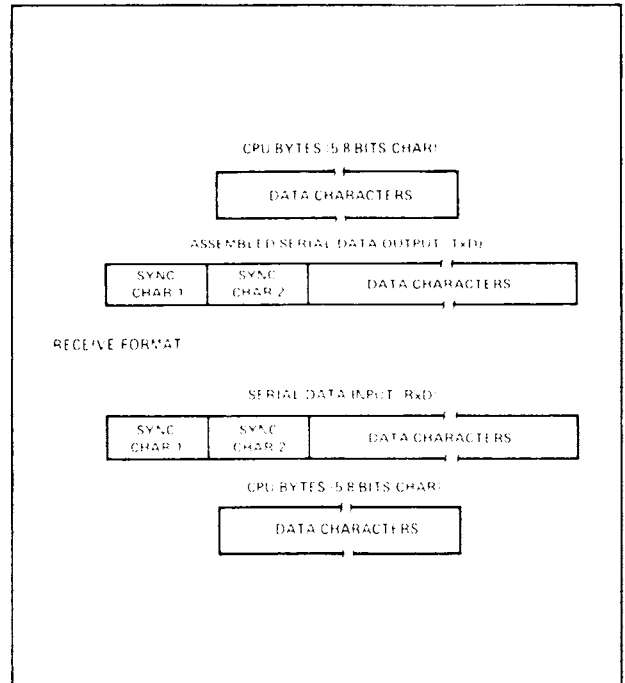 CPU BYTES (5-8 BITS CHAR)
DATA CHARACTERS
ASSEMBLED SERIAL DATA OUTPUT (TxD)
SYNC CHAR 1
SYNC CHAR 2
DATA CHARACTERS
RECEIVE FORMAT
SERIAL DATA INPUT (RxD)
SYNC CHAR 1
SYNC CHAR 2
DATA CHARACTERS
CPU BYTES (5-8 BITS CHAR)
DATA CHARACTERS